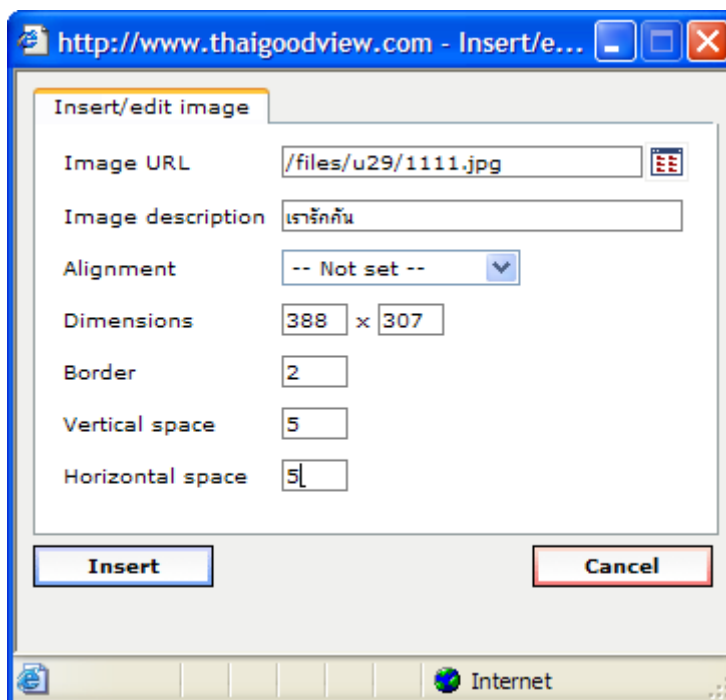 http://www.thaigoodview.com - Insert/e...
Insert/edit image
Image URL /files/u29/1111.jpg
Image description เรารักกัน
Alignment -- Not set --
Dimensions 388 x 307
Border 2
Vertical space 5
Horizontal space 5
Insert Cancel
Internet